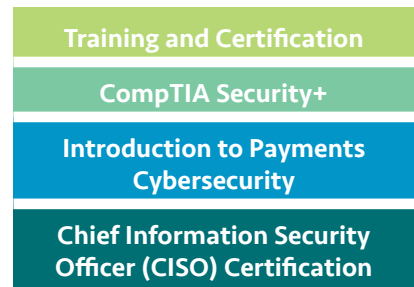 Training and Certification
CompTIA Security+
Introduction to Payments
Cybersecurity
Chief Information Security
Officer (CISO) Certification